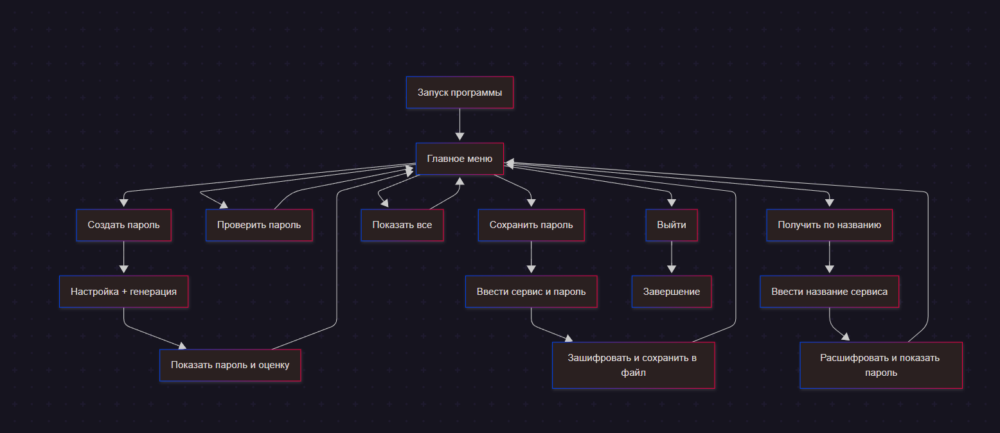 Запуск программы
Главное меню
Создать пароль
Проверить пароль
Показать все
Сохранить пароль
Выйти
Получить по названию
Настройка + генерация
Ввести сервис и пароль
Завершение
Ввести название сервиса
Показать пароль и оценку
Зашифровать и сохранить в
файл
Расшифровать и показать
пароль